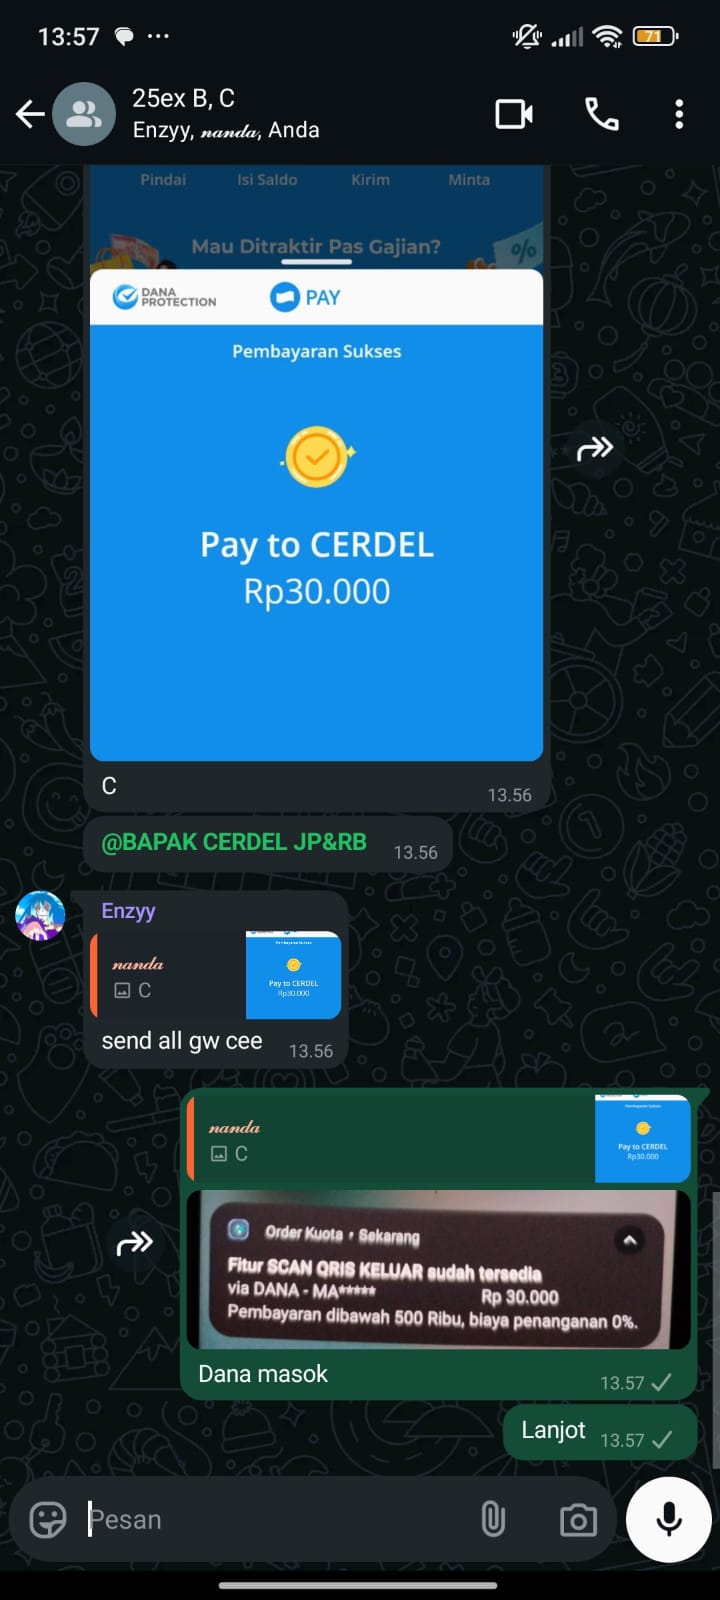 13:57
71
25ex B, C
Enzyy, 𝓷𝓪𝓷𝓭𝓪, Anda
Pindai Isi Saldo Kirim Minta
Mau Ditraktir Pas Gajian?
%
DANA
PROTECTION
PAY
Pembayaran Sukses
Pay to CERDEL
Rp30.000
C
13.56
@BAPAK CERDEL JP&RB 13.56
Enzyy
𝓷𝓪𝓷𝓭𝓪
C
Pembayaran Sukses
Pay to CERDEL
Rp30.000
send all gw cee 13.56
𝓷𝓪𝓷𝓭𝓪
C
Pembayaran Sukses
Pay to CERDEL
Rp30.000
Order Kuota • Sekarang
Fitur SCAN QRIS KELUAR sudah tersedia
via DANA - MA***** Rp 30.000
Pembayaran dibawah 500 Ribu, biaya penanganan 0%.
Dana masok 13.57
Lanjot 13.57
Pesan